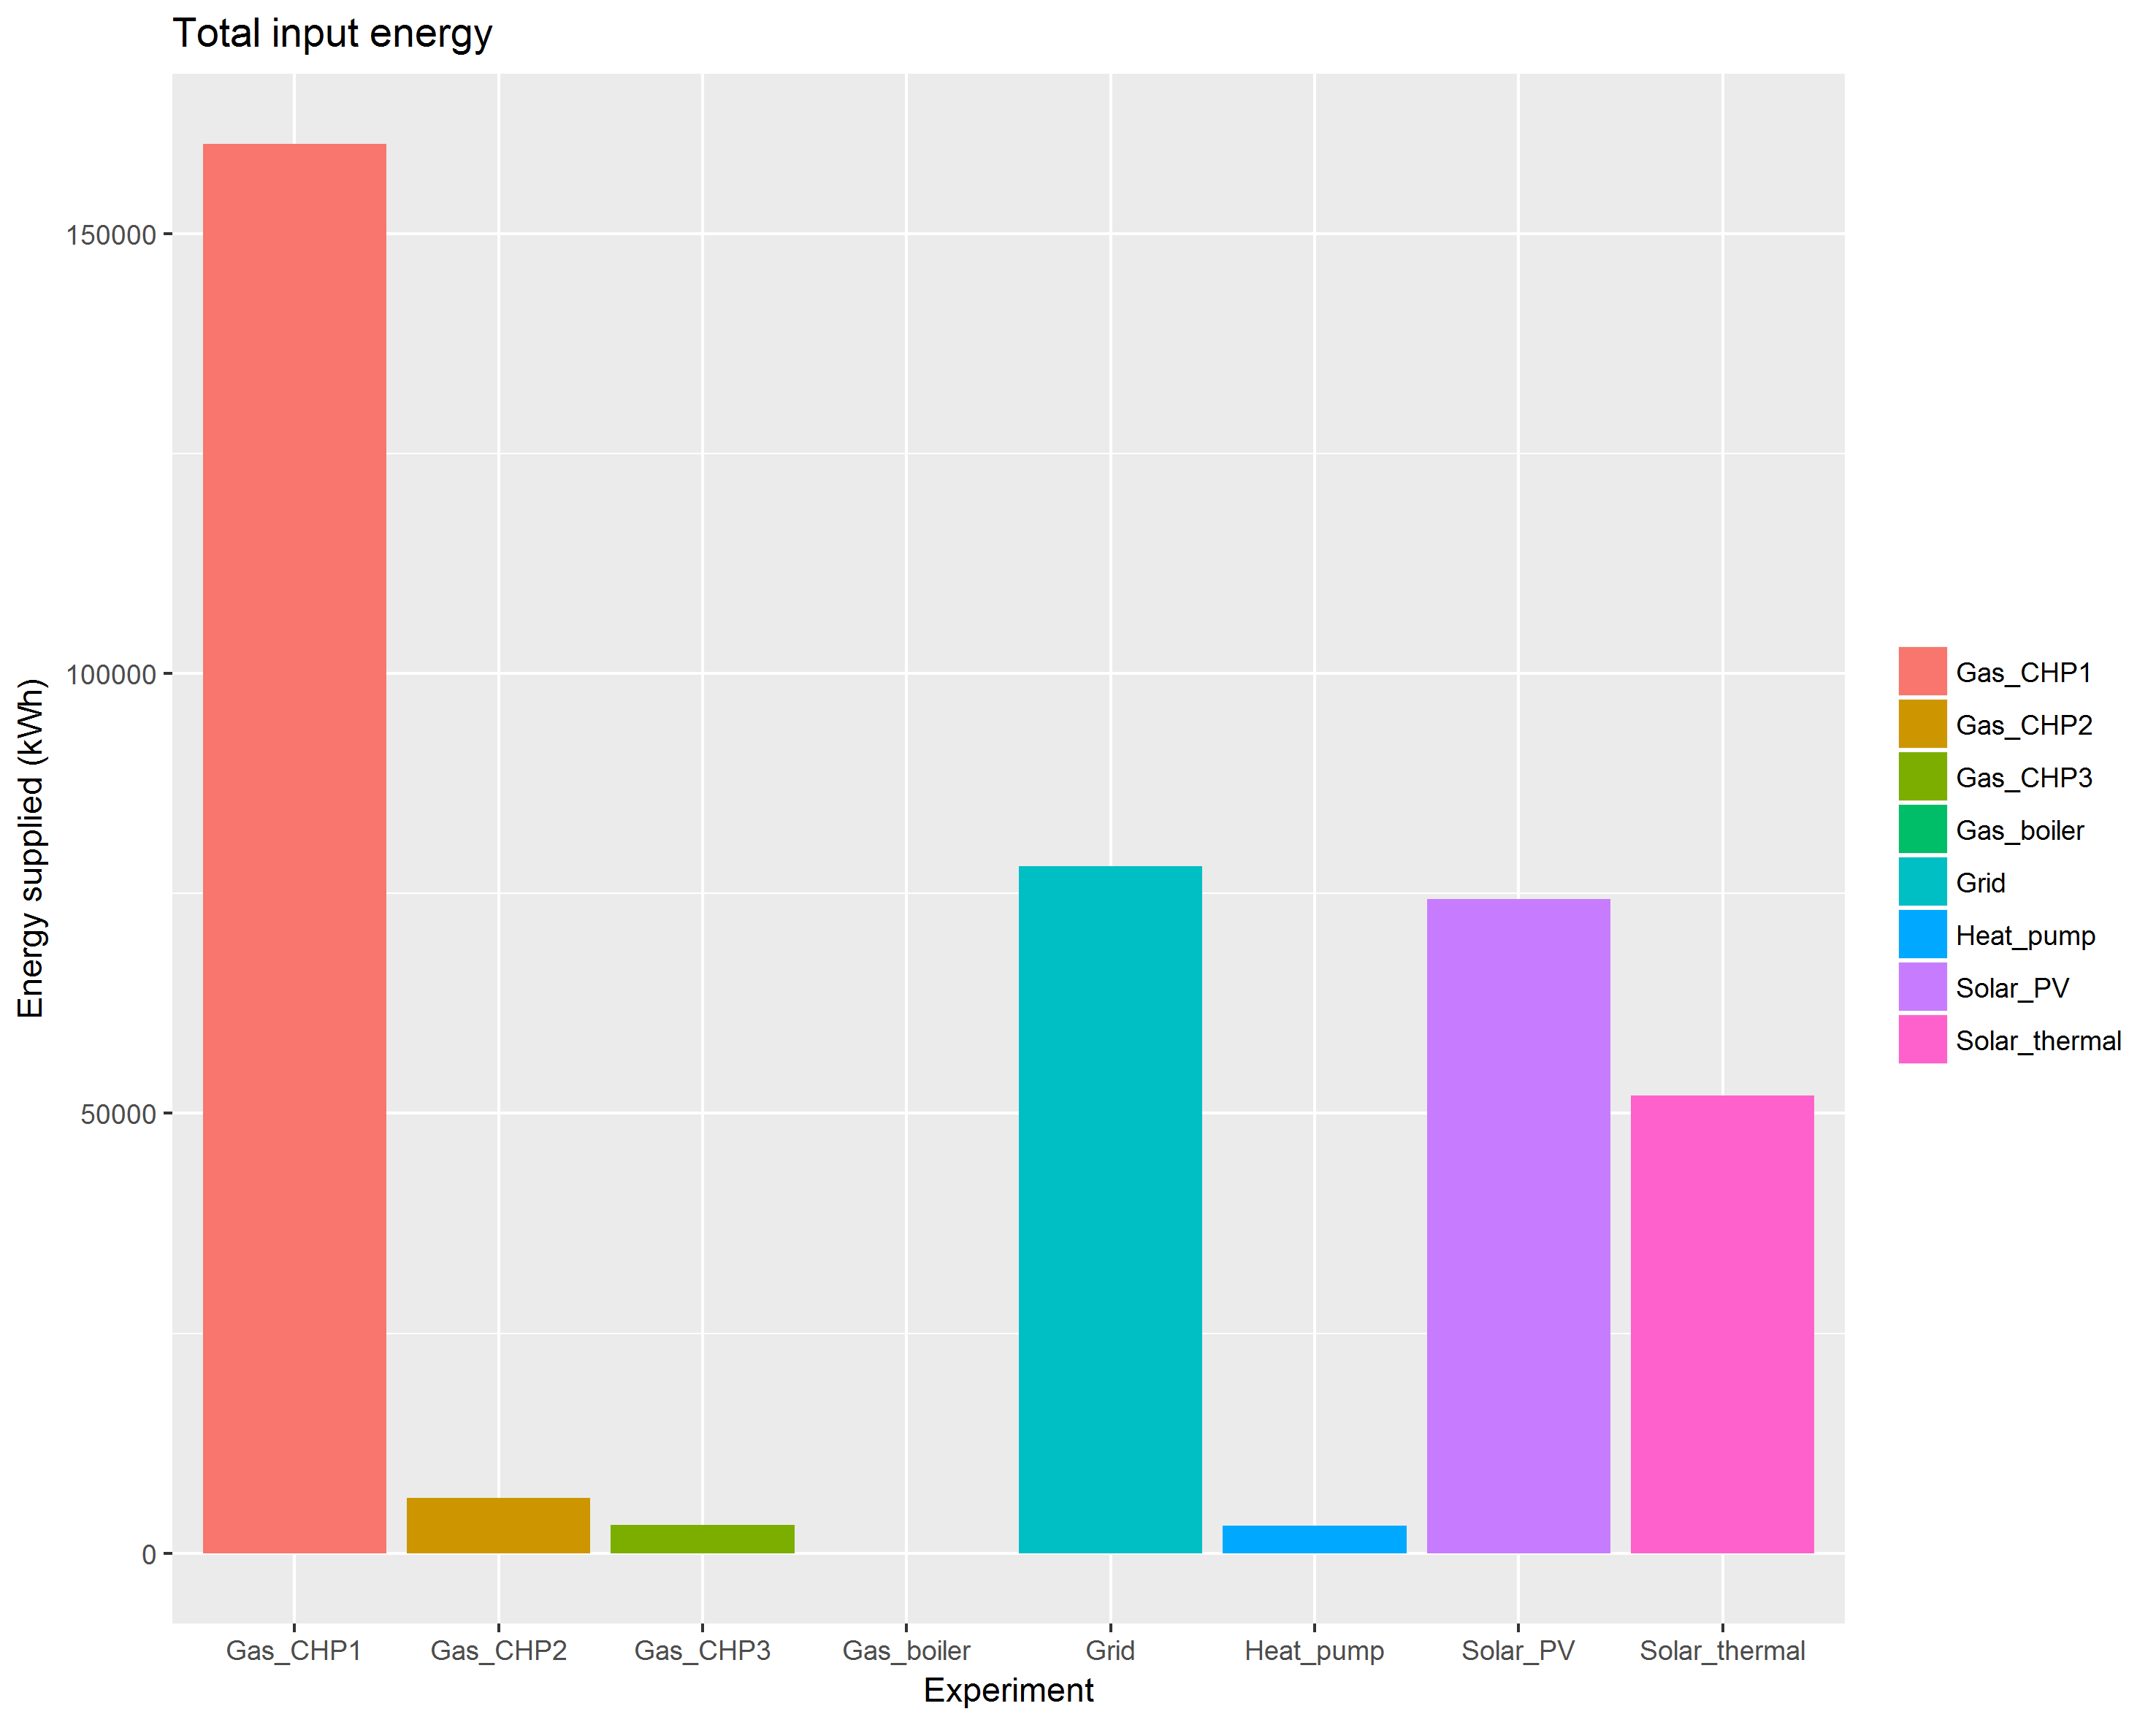 Total input energy
Energy supplied (kWh)
150000
100000
50000
0
Gas_CHP1
Gas_CHP2
Gas_CHP3
Gas_boiler
Grid
Heat_pump
Solar_PV
Solar_thermal
Experiment
Gas_CHP1
Gas_CHP2
Gas_CHP3
Gas_boiler
Grid
Heat_pump
Solar_PV
Solar_thermal